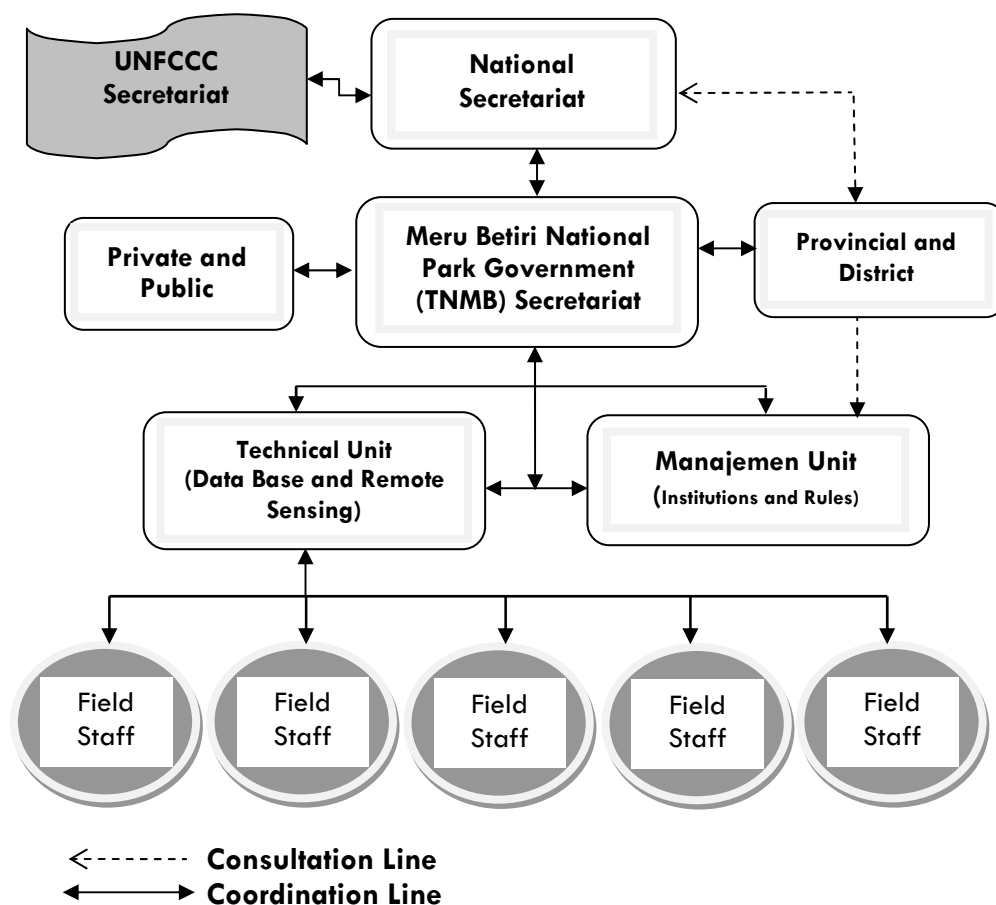 UNFCCC
Secretariat
National
Secretariat
Private and
Public
Meru Betiri National
Park Government
(TNMB) Secretariat
Provincial and
District
Technical Unit
(Data Base and Remote
Sensing)
Manajemen Unit
(Institutions and Rules)
Field
Staff
Field
Staff
Field
Staff
Field
Staff
Field
Staff
Consultation Line
Coordination Line